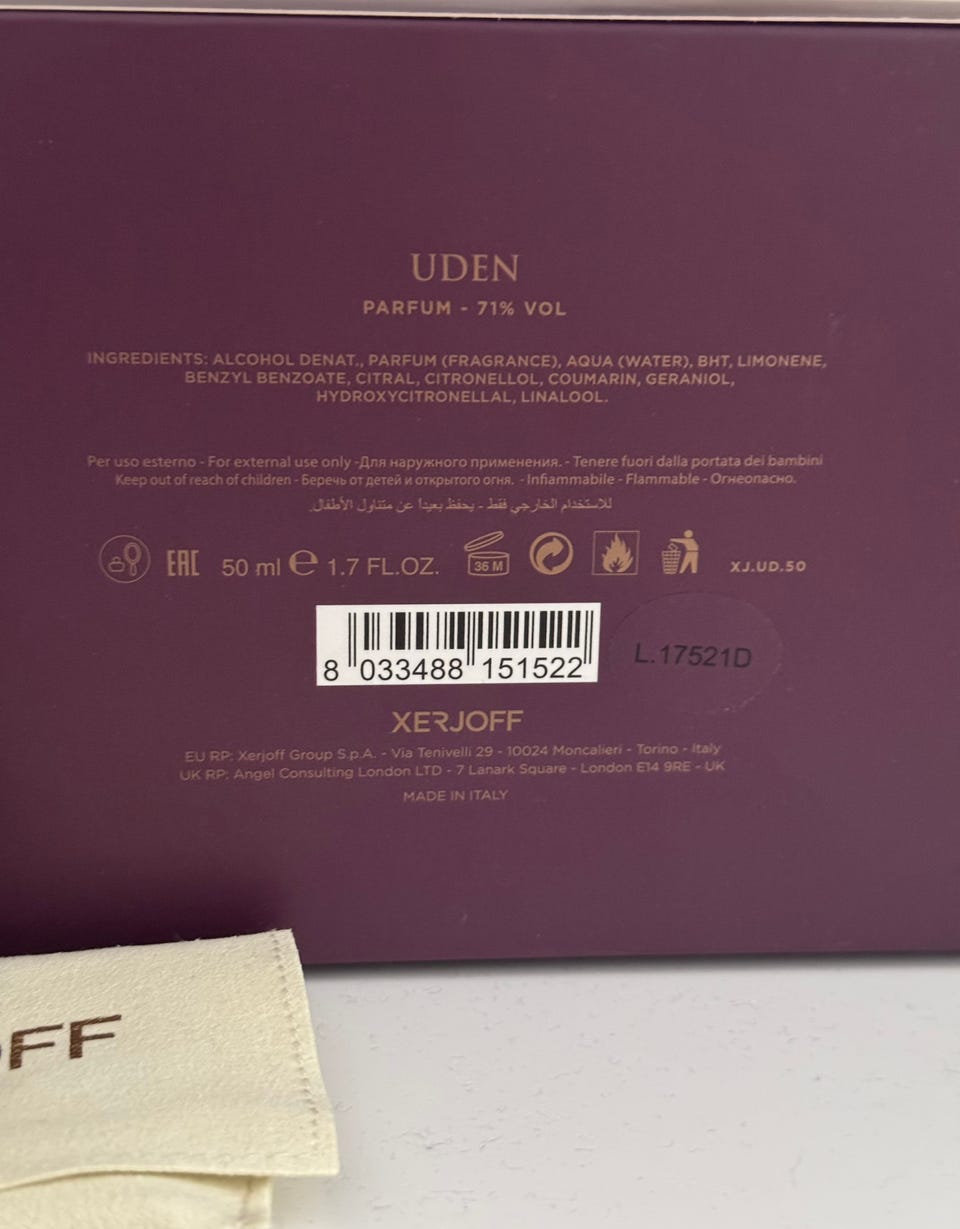 UDEN
PARFUM - 71% VOL
INGREDIENTS: ALCOHOL DENAT., PARFUM (FRAGRANCE), AQUA (WATER), BHT, LIMONENE,
BENZYL BENZOATE, CITRAL, CITRONELLOL, COUMARIN, GERANIOL,
HYDROXYCITRONELLAL, LINALOOL.
Per uso esterno - For external use only -Для наружного применения. - Tenere fuori dalla portata dei bambini
Keep out of reach of children - Беречь от детей и открытого огня. - Infiammabile - Flammable - Огнеопасно.
للاستخدام الخارجي فقط - يحفظ بعيداً عن متناول الأطفال.
EAC 50 ml e 1.7 FL.OZ. 36 M XJ.UD.50
8 033488 151522
L.17521D
XERJOFF
EU RP: Xerjoff Group S.p.A. - Via Tenivelli 29 - 10024 Moncalieri - Torino - Italy
UK RP: Angel Consulting London LTD - 7 Lanark Square - London E14 9RE - UK
MADE IN ITALY
OFF